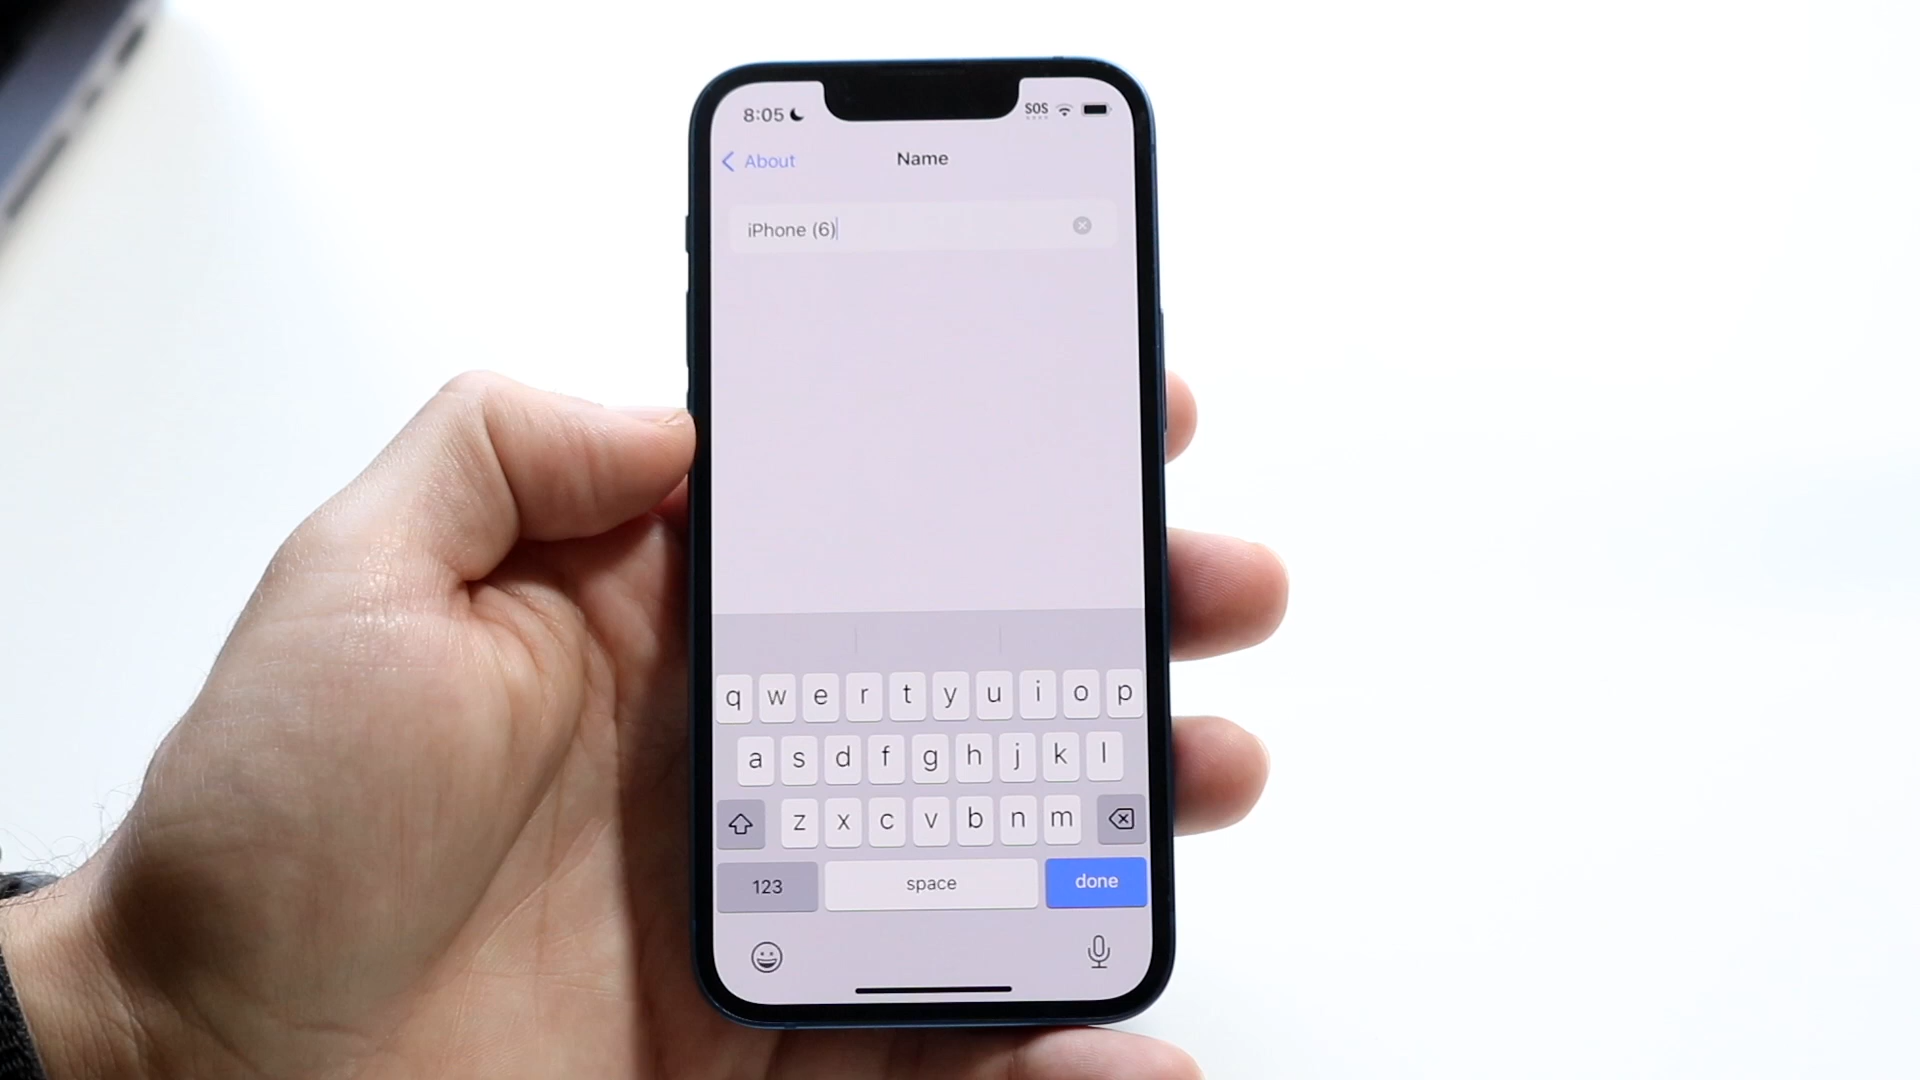 8:05 SOS
About Name
iPhone (6)
q w e r t y u i o p
a s d f g h j k l
z x c v b n m
123 space done